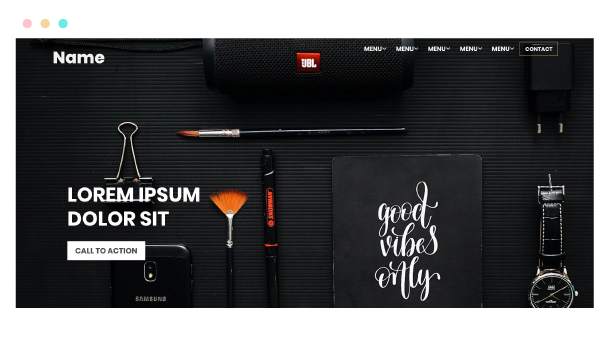 Name
MENU MENU MENU MENU MENU CONTACT
JBL
LOREM IPSUM
DOLOR SIT
CALL TO ACTION
SAMSUNG
good
vibes
only